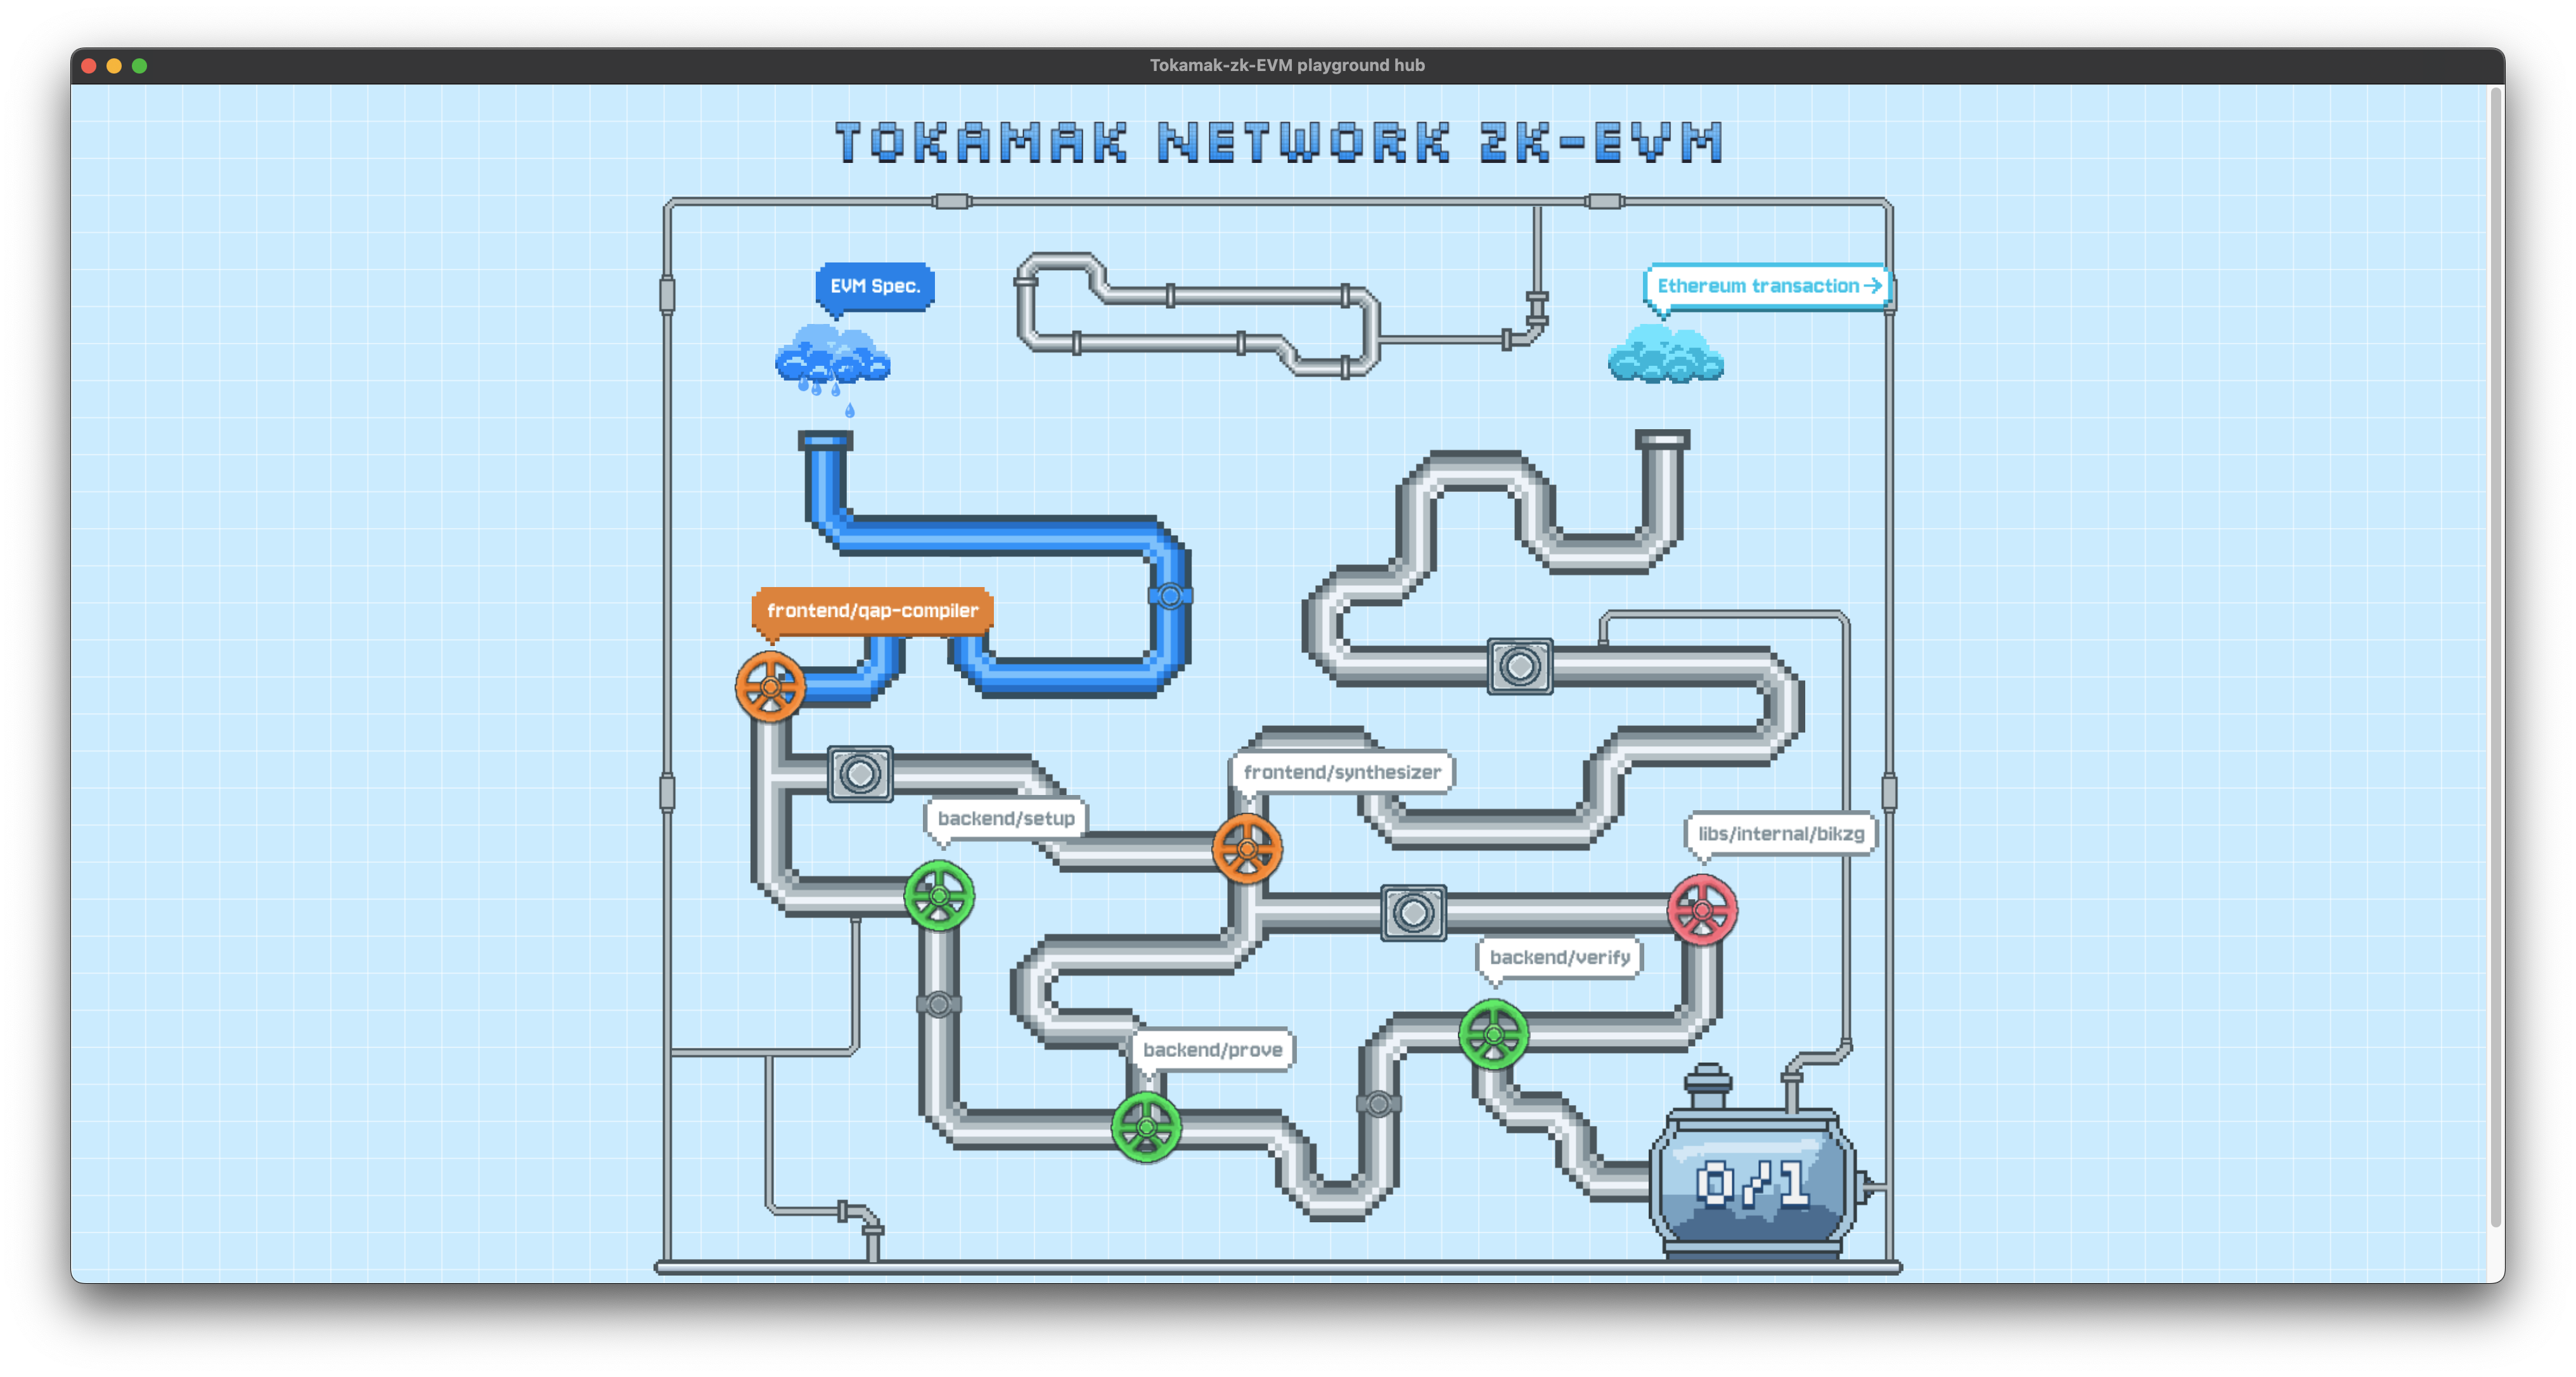 Tokamak-zk-EVM playground hub
TOKAMAK NETWORK ZK-EVM
EVM Spec.
Ethereum transaction→
frontend/qap-compiler
frontend/synthesizer
backend/setup
libs/internal/bikzg
backend/verify
backend/prove
0/1